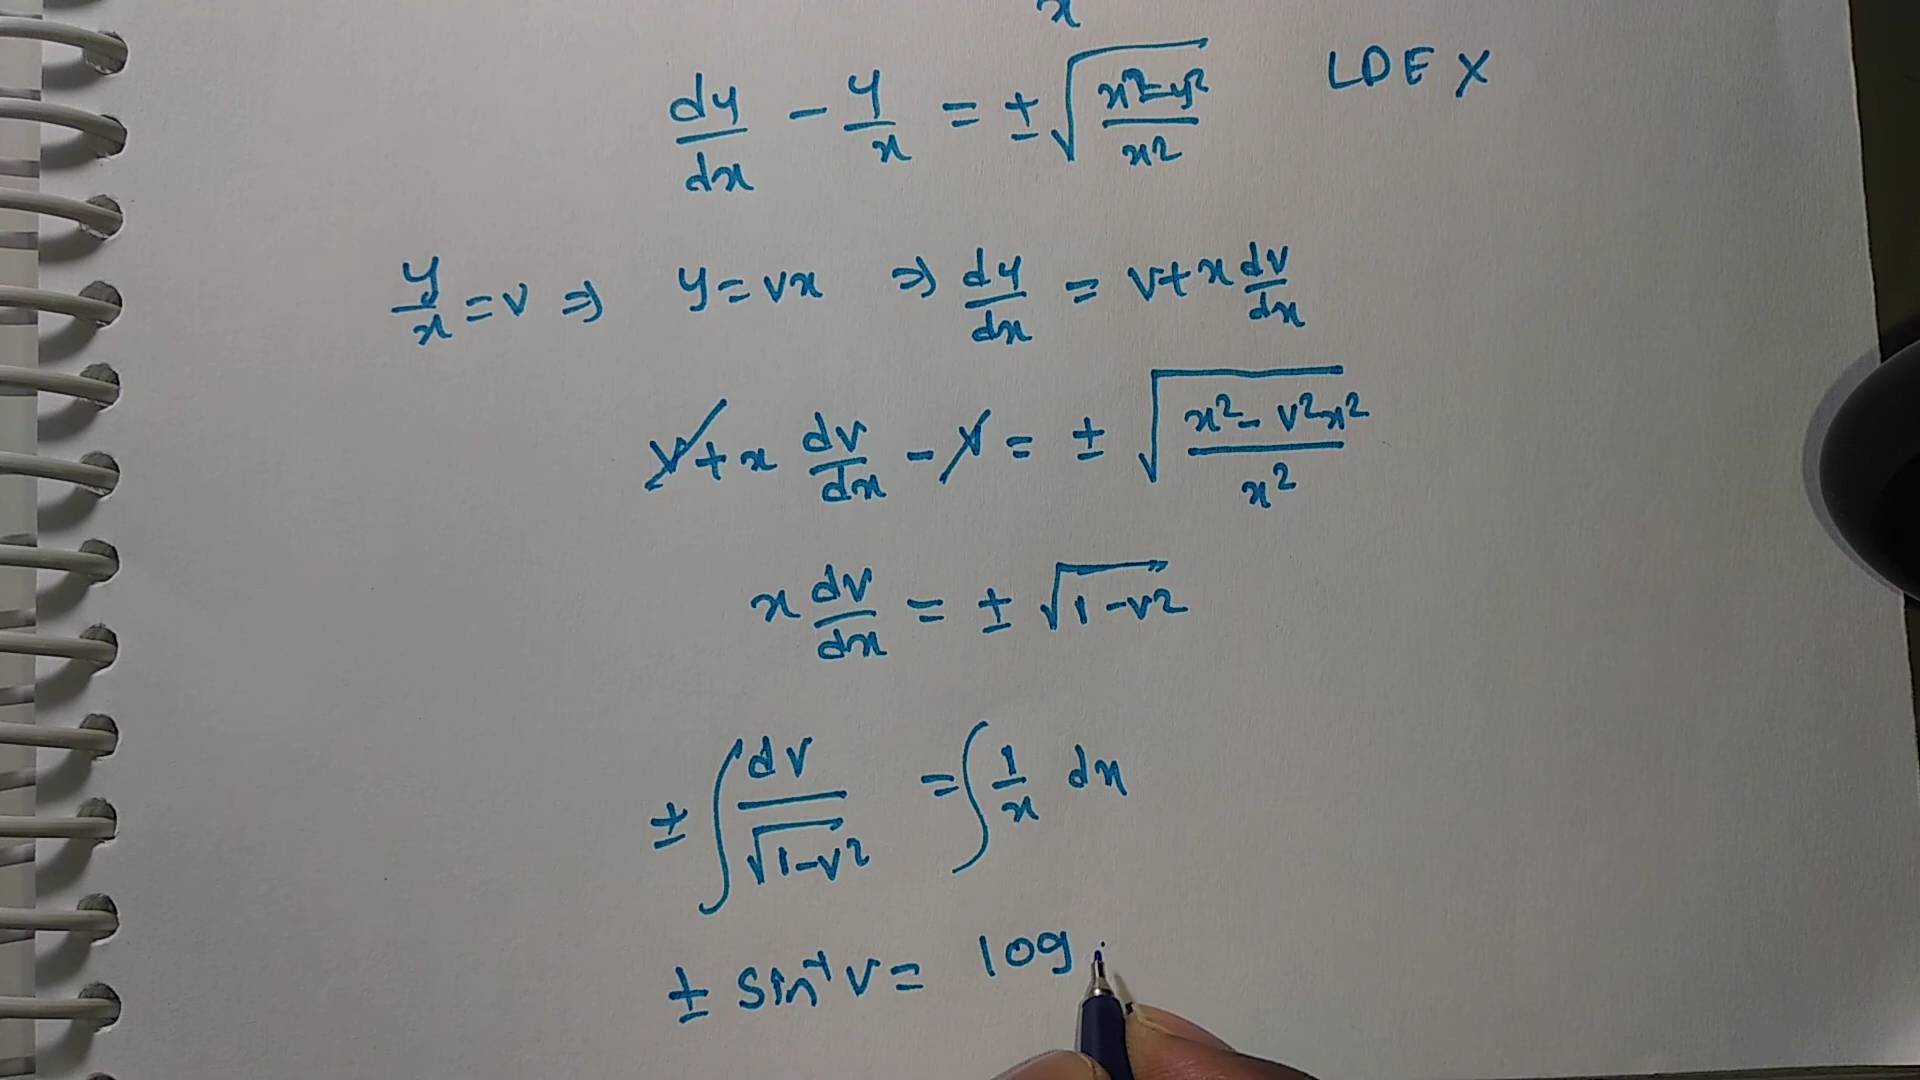 x
dy/dx - y/x = ± √((x² - y²)/x²) LDE X
y/x = v ⇒ y = vx ⇒ dy/dx = v + x dv/dx
v + x dv/dx - v = ± √((x² - v²x²)/x²)
x dv/dx = ± √(1 - v²)
± ∫ dv/√(1 - v²) = ∫ 1/x dx
± sin⁻¹ v = log